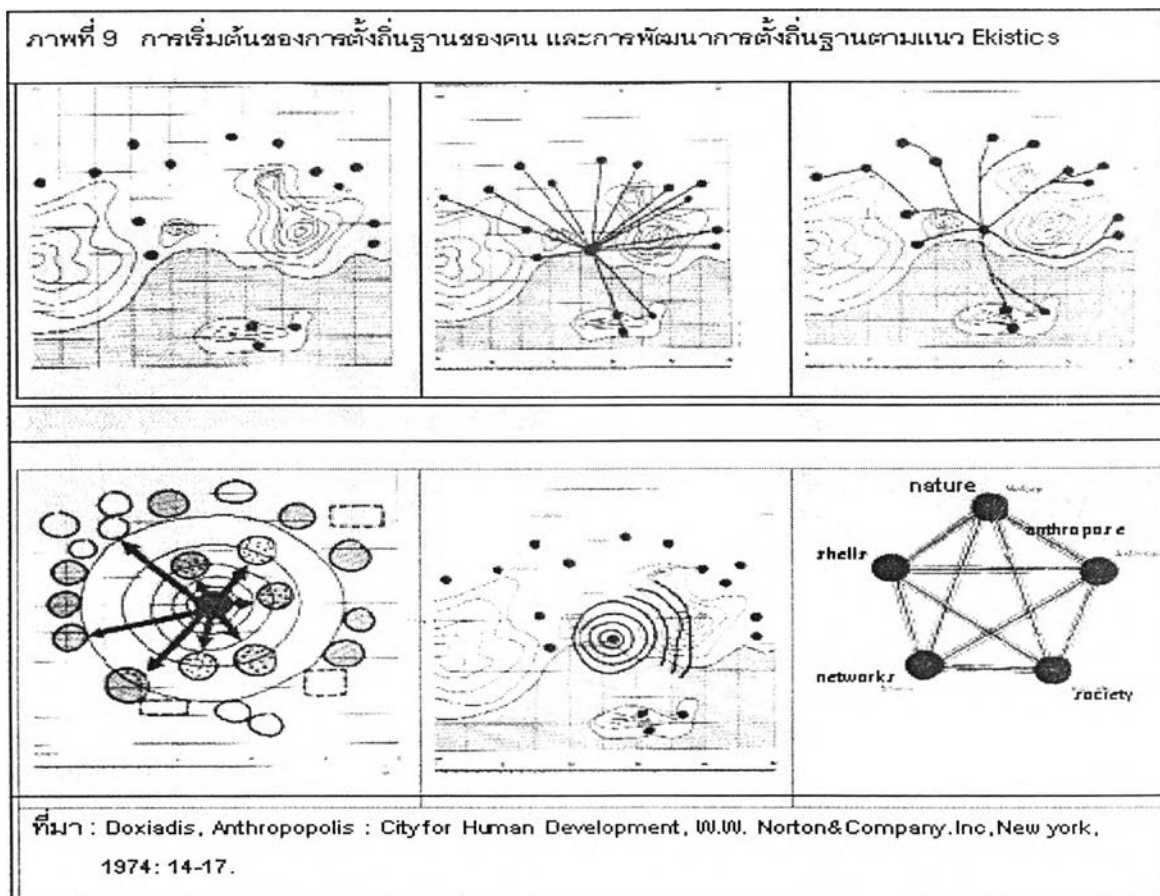 ภาพที่ 9 การเริ่มต้นของการตั้งถิ่นฐานของคน และการพัฒนาการตั้งถิ่นฐานตามแนว Ekistics
nature
anthropore
shells
networks
society
ที่มา : Doxiadis, Anthropopolis : Cityfor Human Development, W.W. Norton&Company.Inc,New york,
1974: 14-17.